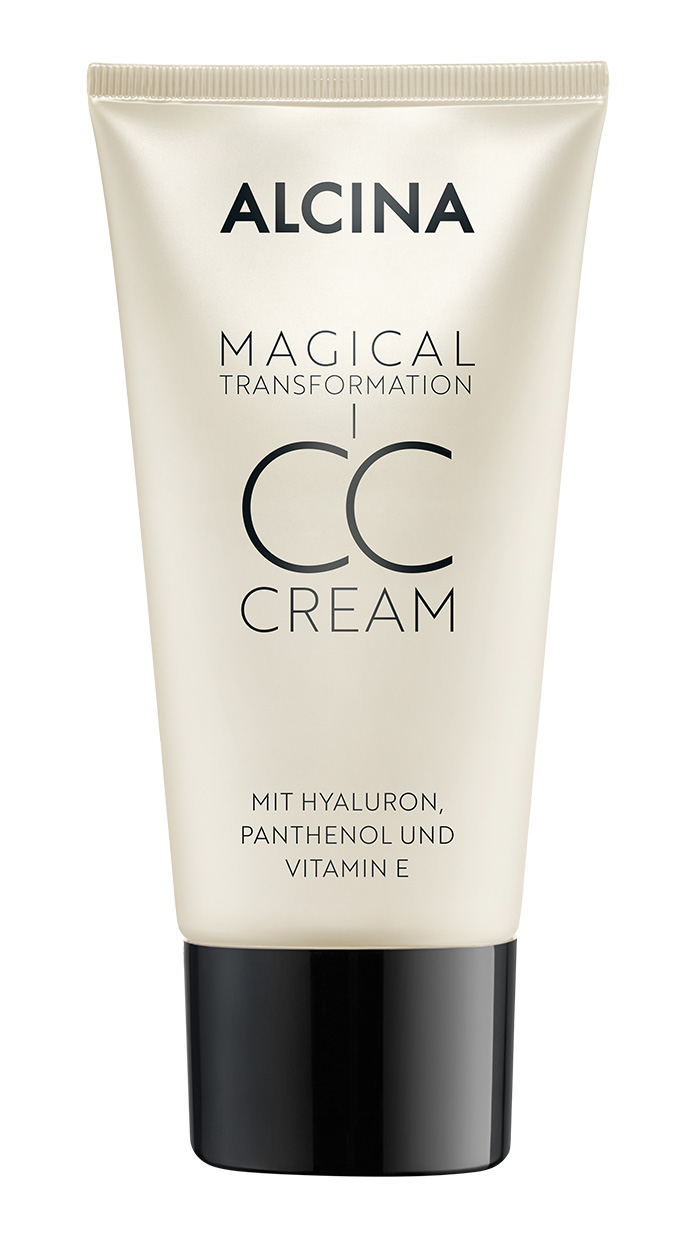 ALCINA
MAGICAL
TRANSFORMATION
CC
CREAM
MIT HYALURON,
PANTHENOL UND
VITAMIN E